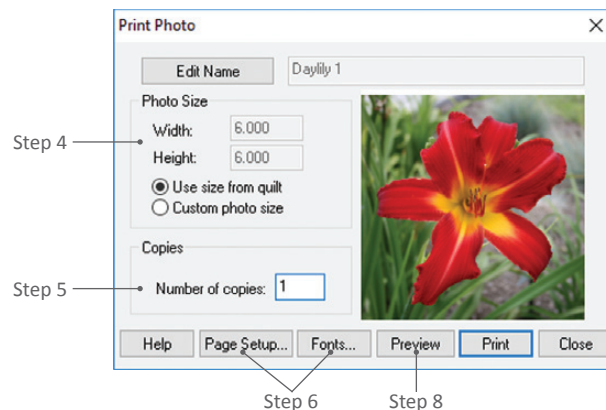 Print Photo
Edit Name
Daylily 1
Photo Size
Width: 6.000
Step 4
Height: 6.000
Use size from quilt
Custom photo size
Copies
Step 5
Number of copies: 1
Help Page Setup... Fonts... Preview Print Close
Step 6 Step 8